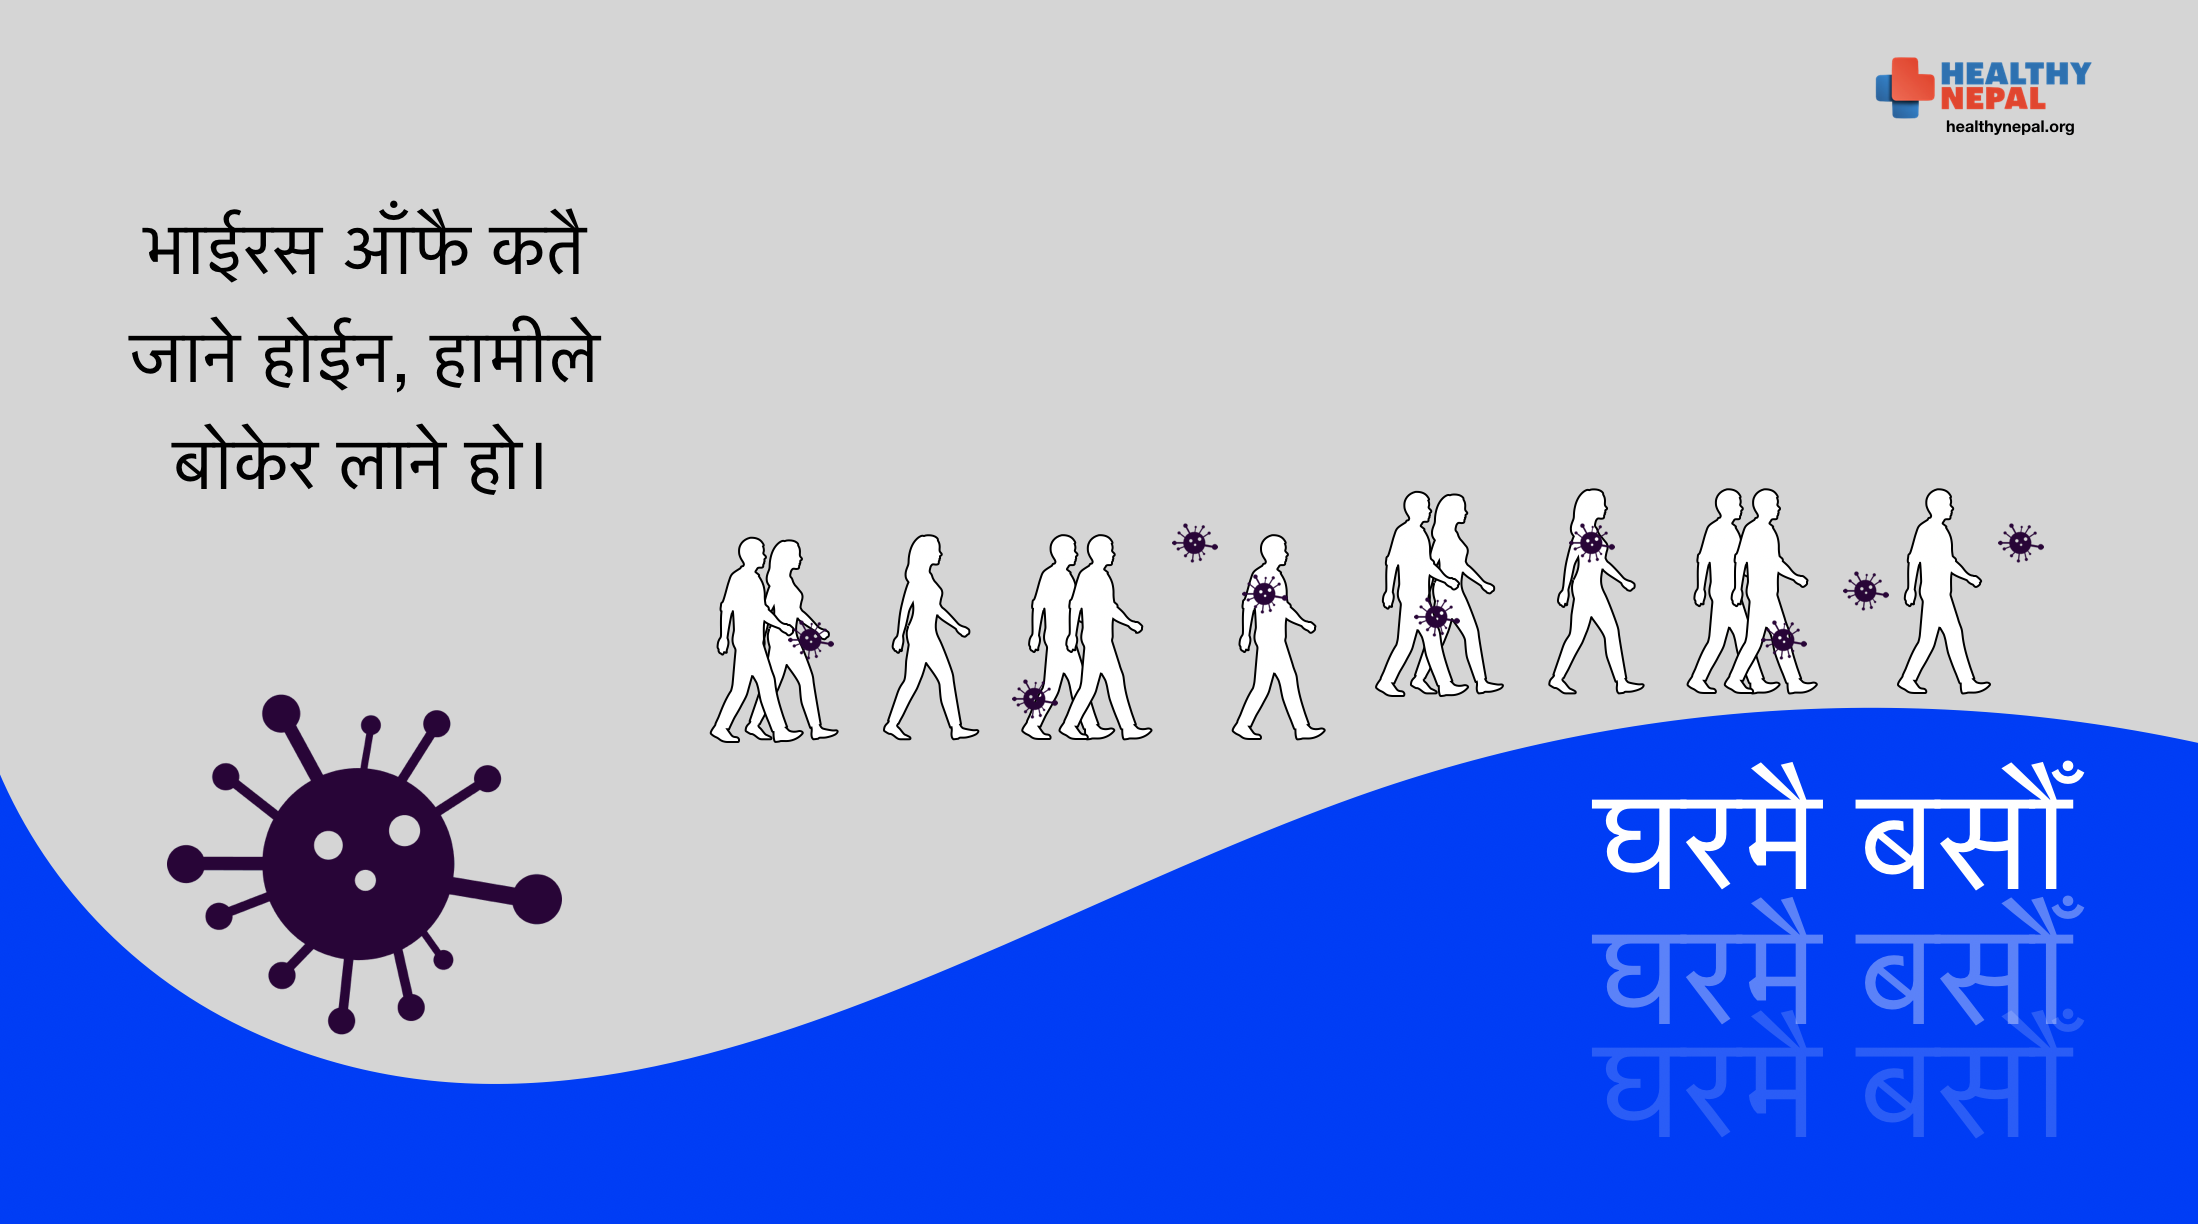 HEALTHY
NEPAL
healthynepal.org
भाईरस आँफै कतै
जाने होईन, हामीले
बोकेर लाने हो।
घरमै बसौँ
घरमै बसौँ
घरमै बसौँ